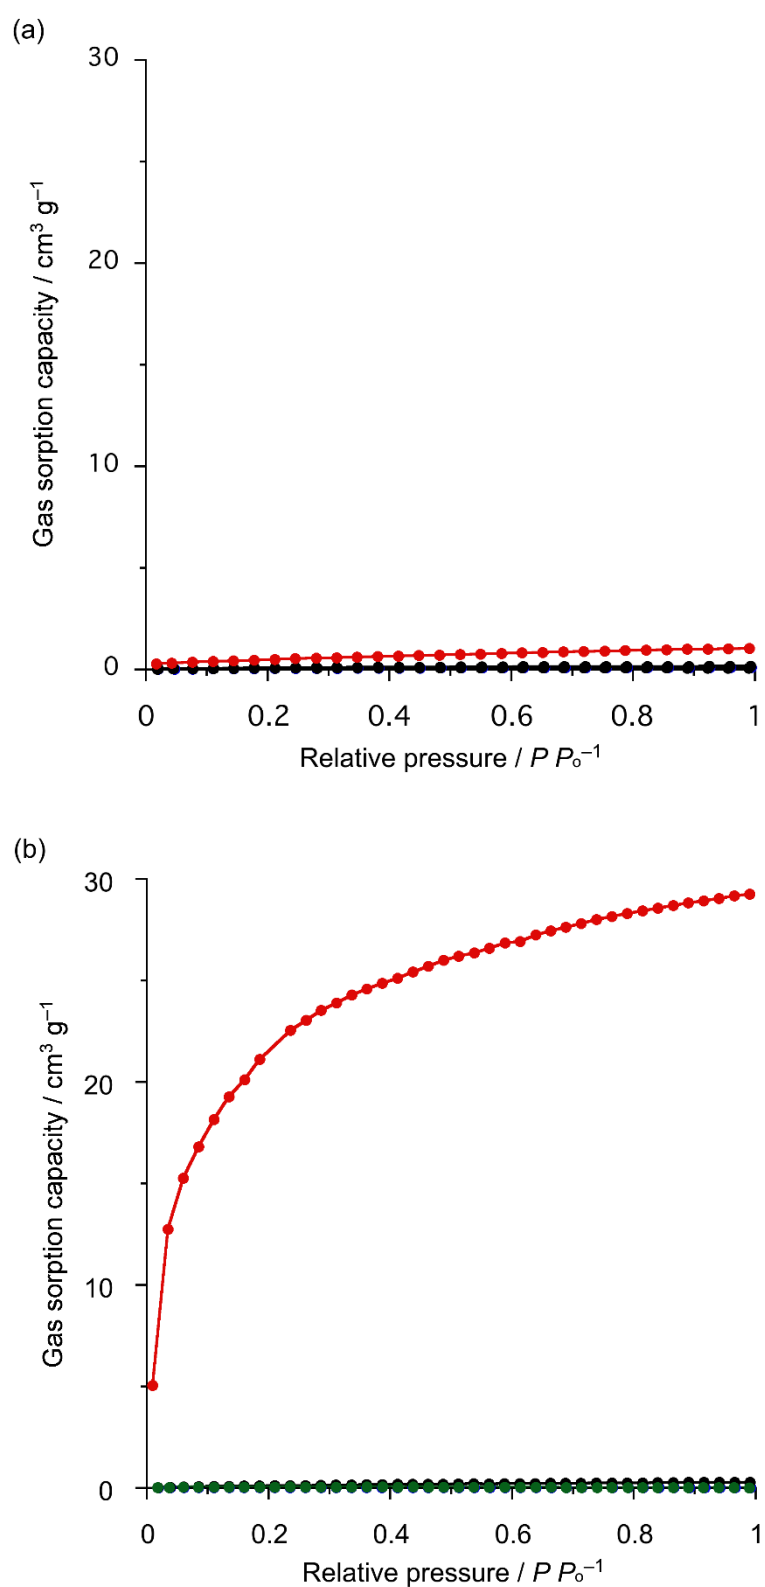 (a)
Gas sorption capacity / cm³ g⁻¹
30
20
10
0
0 0.2 0.4 0.6 0.8 1
Relative pressure / P Pₒ⁻¹
(b)
Gas sorption capacity / cm³ g⁻¹
30
20
10
0
0 0.2 0.4 0.6 0.8 1
Relative pressure / P Pₒ⁻¹